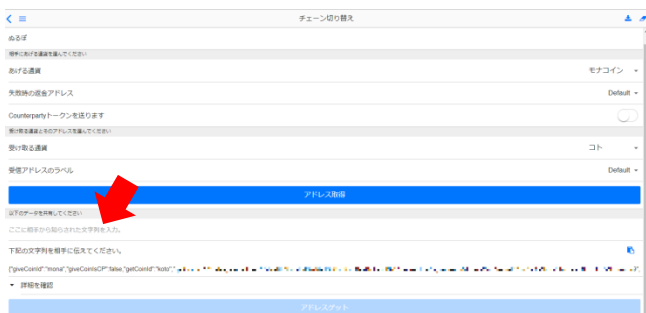 チェーン切り替え
ぬるぽ
相手にあげる通貨を選んでください
あげる通貨 モナコイン
失敗時の返金アドレス Default
Counterpartyトークンを送ります
受け取る通貨とそのアドレスを選んでください
受け取る通貨 コト
受信アドレスのラベル Default
アドレス取得
以下のデータを共有してください
ここに相手から知らされた文字列を入力。
下記の文字列を相手に伝えてください。
{"giveCoinId":"mona","giveCoinIsCP":false,"getCoinId":"koto","
詳細を確認
アドレスゲット